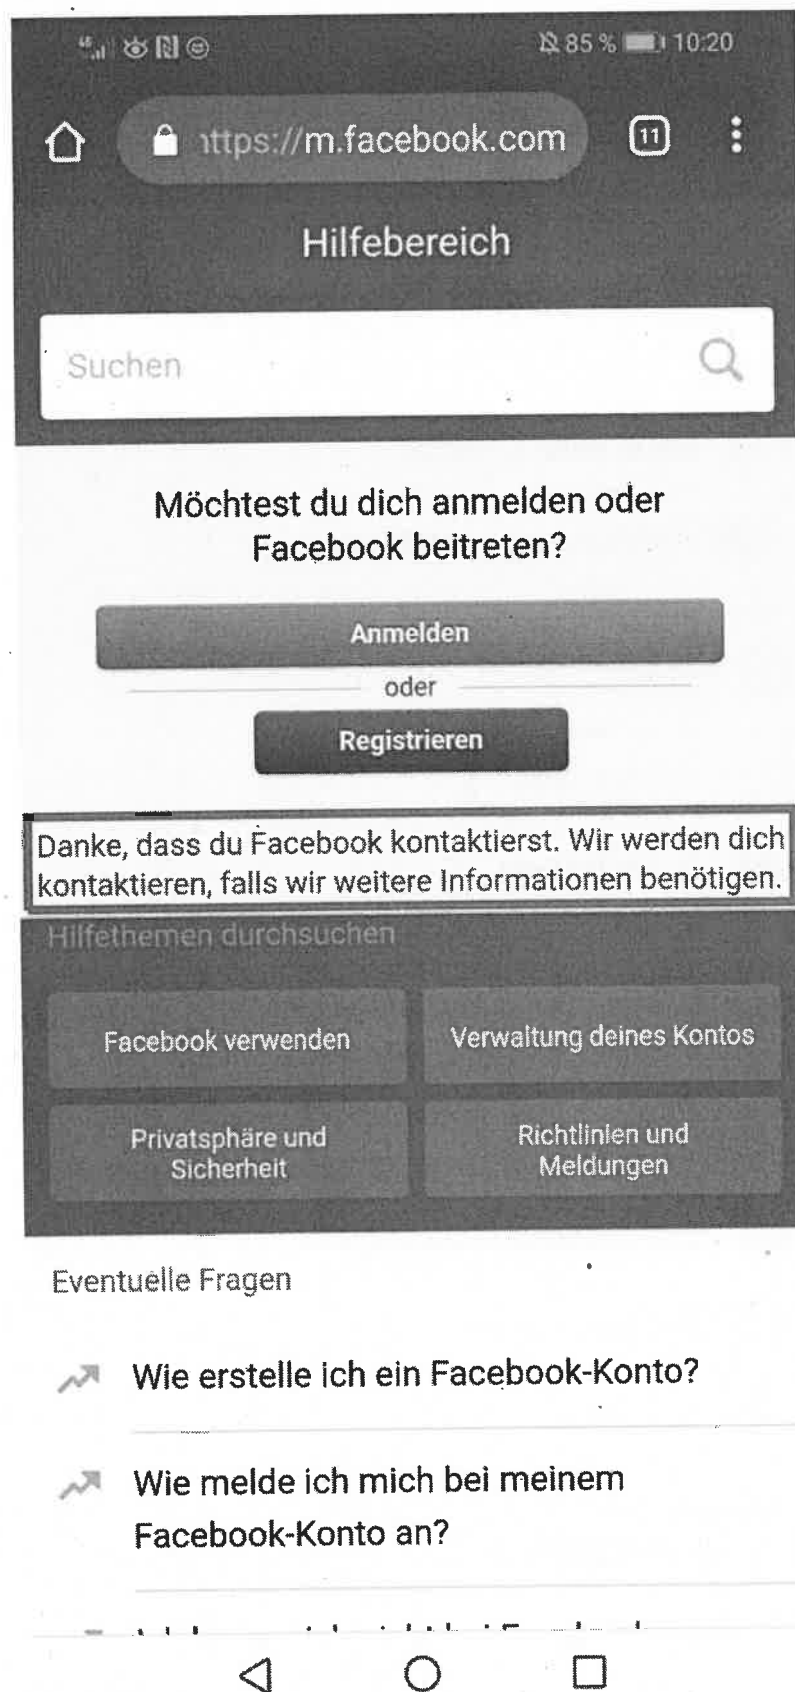 85 % 10:20
ttps://m.facebook.com 11
Hilfebereich
Suchen
Möchtest du dich anmelden oder
Facebook beitreten?
Anmelden
oder
Registrieren
Danke, dass du Facebook kontaktierst. Wir werden dich
kontaktieren, falls wir weitere Informationen benötigen.
Hilfethemen durchsuchen
Facebook verwenden
Verwaltung deines Kontos
Privatsphäre und
Sicherheit
Richtlinien und
Meldungen
Eventuelle Fragen
Wie erstelle ich ein Facebook-Konto?
Wie melde ich mich bei meinem
Facebook-Konto an?